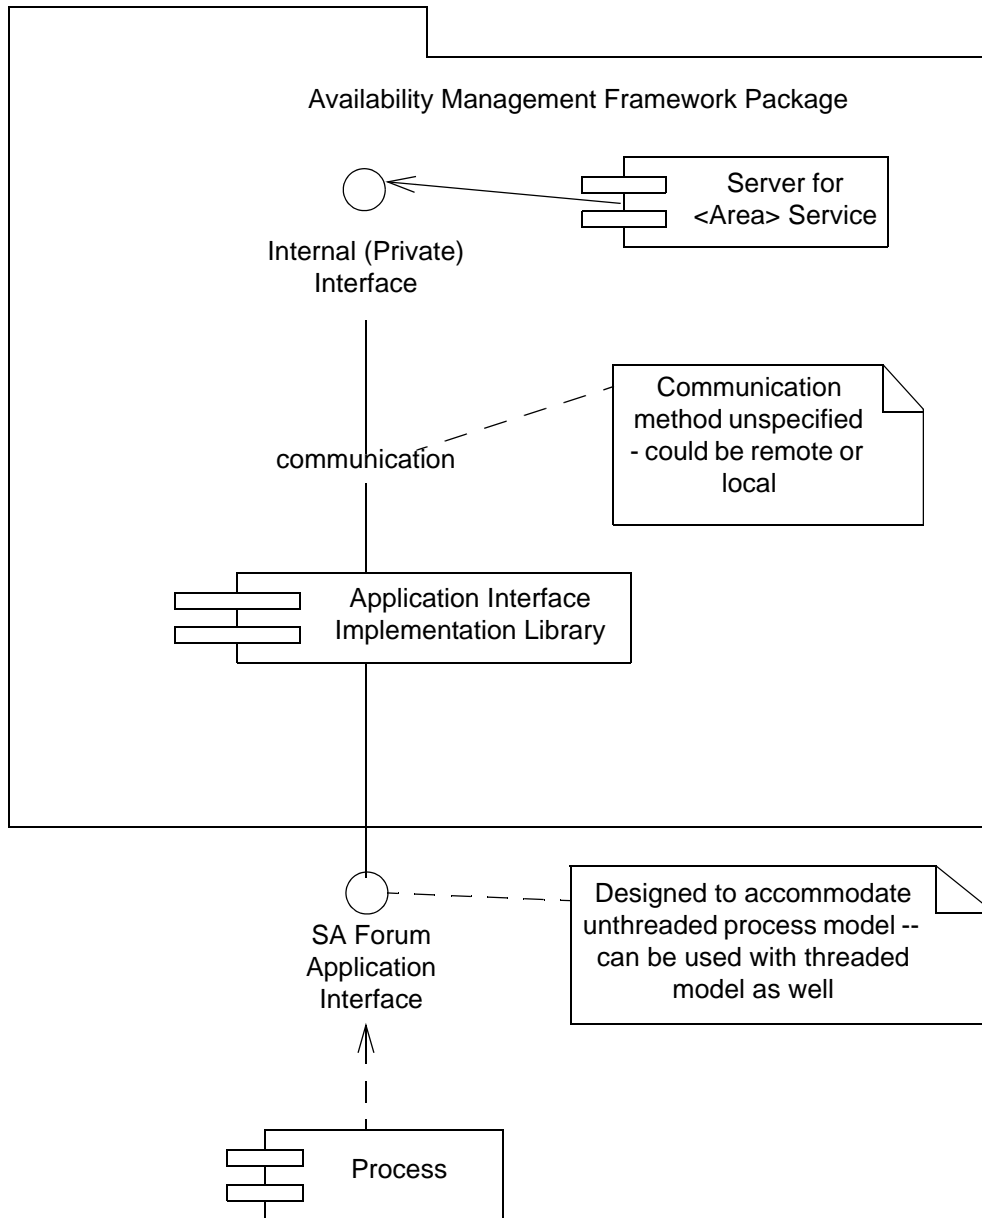 Availability Management Framework Package
Server for
<Area> Service
Internal (Private)
Interface
Communication
method unspecified
- could be remote or
local
communication
Application Interface
Implementation Library
Designed to accommodate
unthreaded process model --
can be used with threaded
model as well
SA Forum
Application
Interface
Process